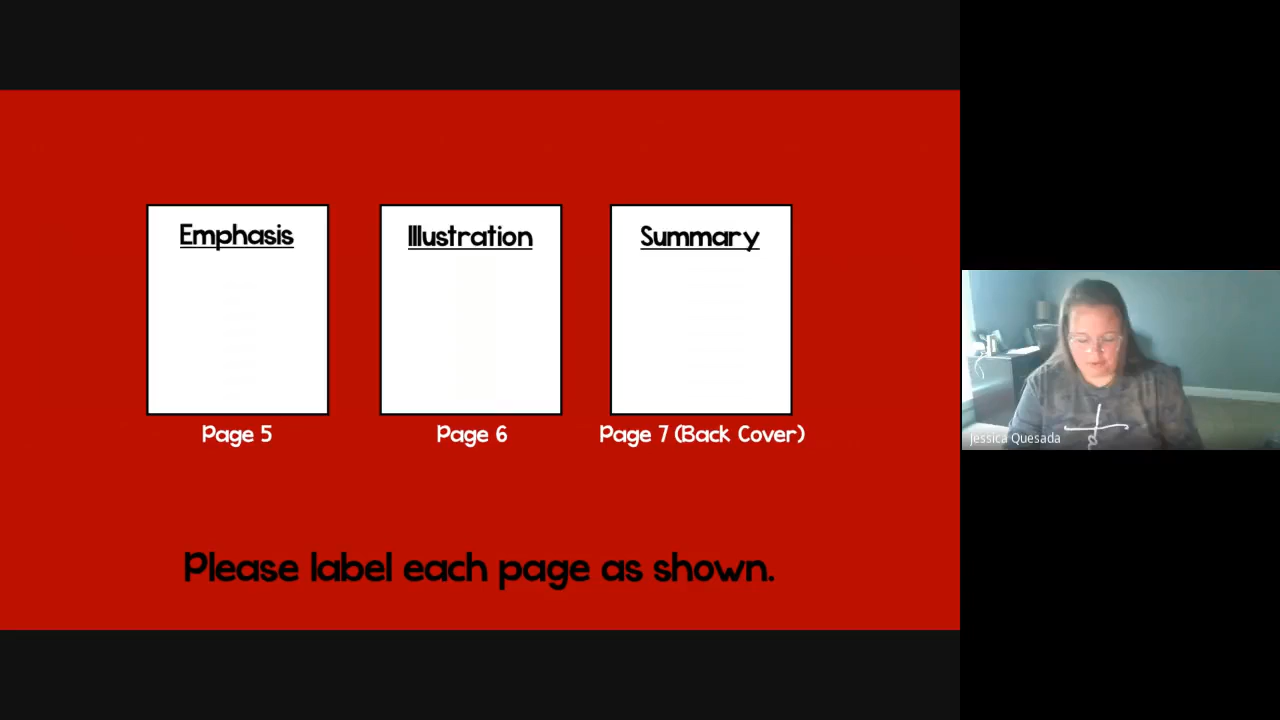 Emphasis
Illustration
Summary
Page 5
Page 6
Page 7 (Back Cover)
Please label each page as shown.
Jessica Quesada